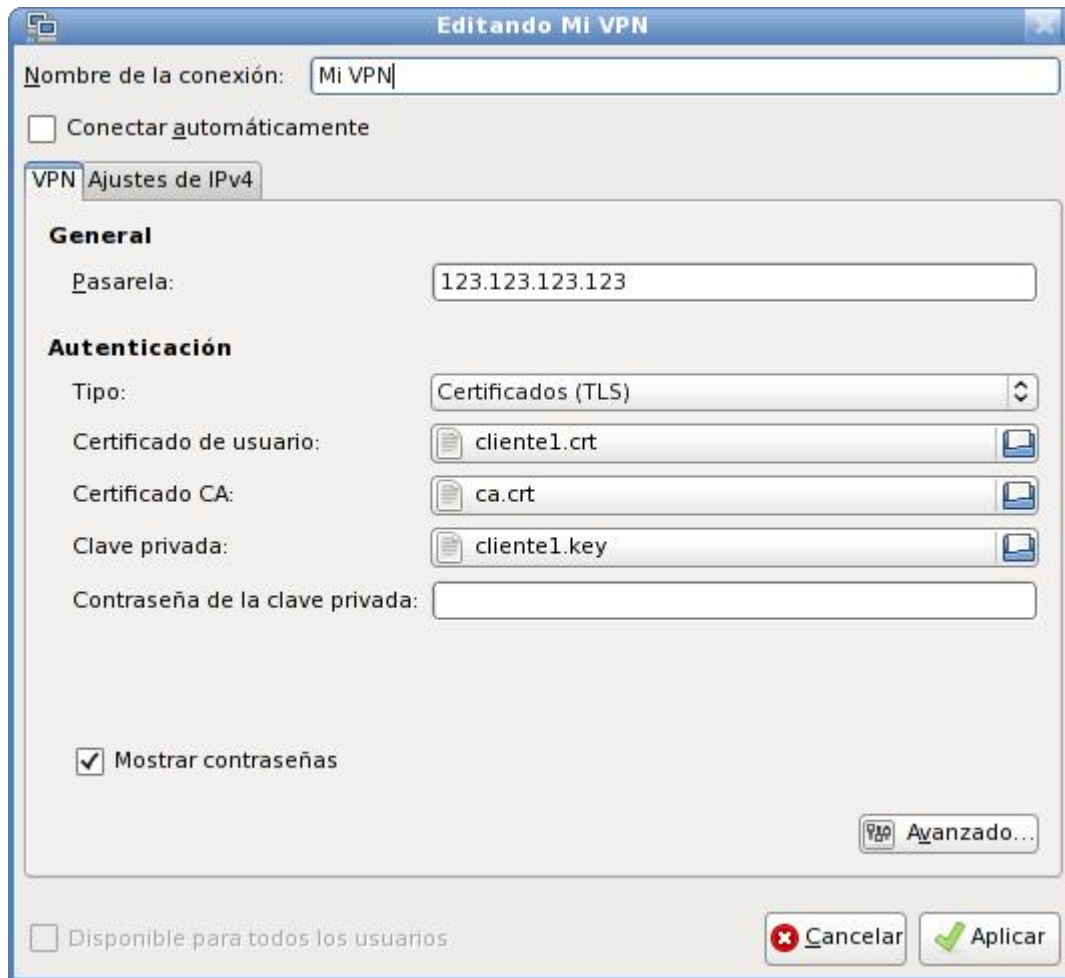 Editando Mi VPN
Nombre de la conexión: Mi VPN
Conectar automáticamente
VPN Ajustes de IPv4
General
Pasarela: 123.123.123.123
Autenticación
Tipo: Certificados (TLS)
Certificado de usuario: cliente1.crt
Certificado CA: ca.crt
Clave privada: cliente1.key
Contraseña de la clave privada:
Mostrar contraseñas
Avanzado...
Disponible para todos los usuarios Cancelar Aplicar